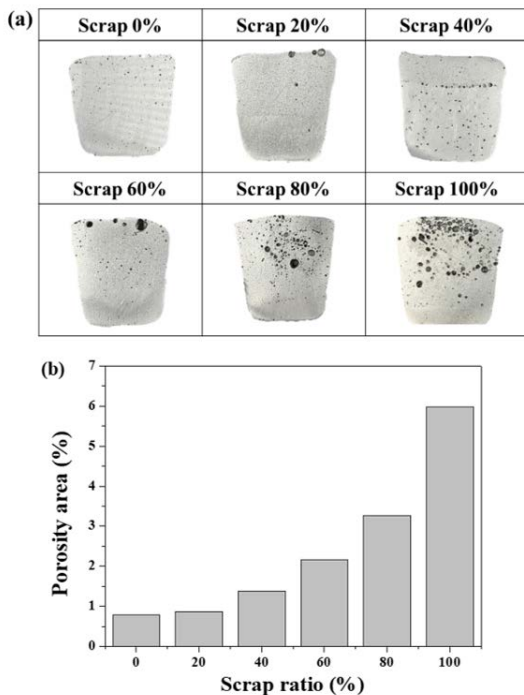 (a)
Scrap 0% Scrap 20% Scrap 40%
Scrap 60% Scrap 80% Scrap 100%
(b)
7
6
5
4
3
2
1
0
Porosity area (%)
0 20 40 60 80 100
Scrap ratio (%)